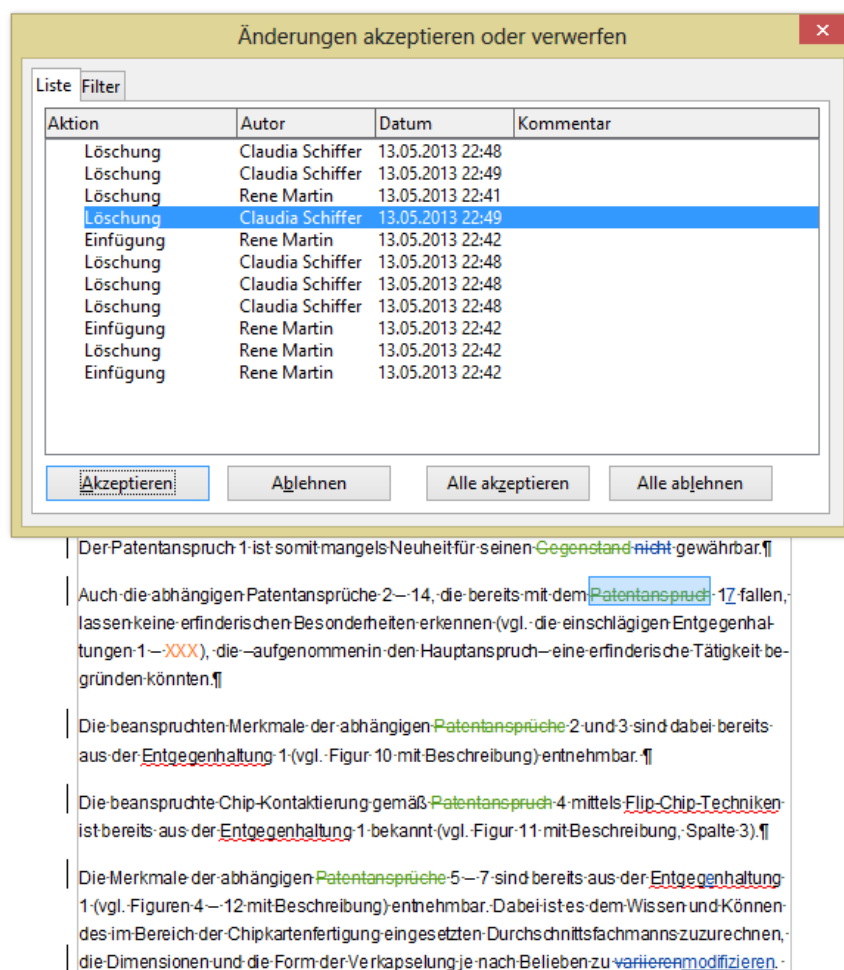 Änderungen akzeptieren oder verwerfen
Liste Filter
Aktion Autor Datum Kommentar
Löschung Claudia Schiffer 13.05.2013 22:48
Löschung Claudia Schiffer 13.05.2013 22:49
Löschung Rene Martin 13.05.2013 22:41
Löschung Claudia Schiffer 13.05.2013 22:49
Einfügung Rene Martin 13.05.2013 22:42
Löschung Claudia Schiffer 13.05.2013 22:48
Löschung Claudia Schiffer 13.05.2013 22:48
Löschung Claudia Schiffer 13.05.2013 22:48
Einfügung Rene Martin 13.05.2013 22:42
Löschung Rene Martin 13.05.2013 22:42
Einfügung Rene Martin 13.05.2013 22:42
Akzeptieren Ablehnen Alle akzeptieren Alle ablehnen
Der Patentanspruch 1 ist somit mangels Neuheit für seinen Gegenstand nicht gewährbar.¶
Auch die abhängigen Patentansprüche 2 – 14, die bereits mit dem Patentanspruch 17 fallen,
lassen keine erfinderischen Besonderheiten erkennen (vgl. die einschlägigen Entgegenhal-
tungen 1 – XXX), die – aufgenommen in den Hauptanspruch – eine erfinderische Tätigkeit be-
gründen könnten.¶
Die beanspruchten Merkmale der abhängigen Patentansprüche 2 und 3 sind dabei bereits
aus der Entgegenhaltung 1 (vgl. Figur 10 mit Beschreibung) entnehmbar. ¶
Die beanspruchte Chip-Kontaktierung gemäß Patentanspruch 4 mittels Flip-Chip-Techniken
ist bereits aus der Entgegenhaltung 1 bekannt (vgl. Figur 11 mit Beschreibung, Spalte 3).¶
Die Merkmale der abhängigen Patentansprüche 5 – 7 sind bereits aus der Entgegenhaltung
1 (vgl. Figuren 4 – 12 mit Beschreibung) entnehmbar. Dabei ist es dem Wissen und Können
des im Bereich der Chipkartenfertigung eingesetzten Durchschnittsfachmanns zuzurechnen,
die Dimensionen und die Form der Verkapselung je nach Belieben zu variierenmodifizieren.